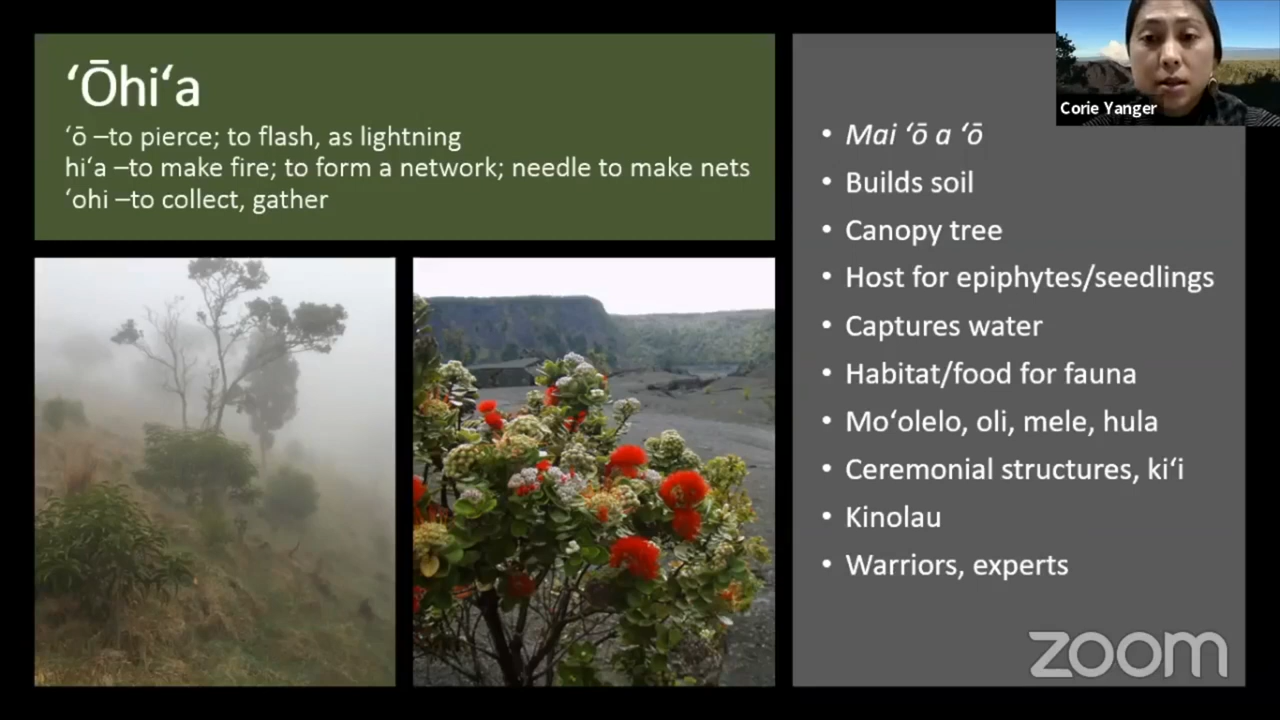 ʻŌhiʻa
ʻō –to pierce; to flash, as lightning
hiʻa –to make fire; to form a network; needle to make nets
ʻohi –to collect, gather
• Mai ʻō a ʻō
• Builds soil
• Canopy tree
• Host for epiphytes/seedlings
• Captures water
• Habitat/food for fauna
• Moʻolelo, oli, mele, hula
• Ceremonial structures, kiʻi
• Kinolau
• Warriors, experts
Corie Yanger
zoom